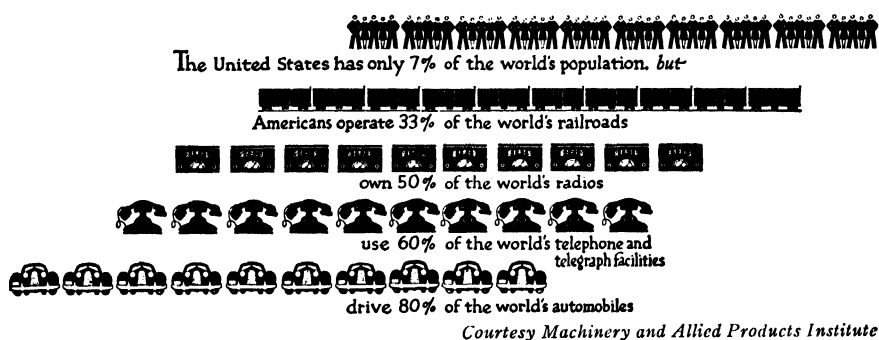 The United States has only 7% of the world's population, but
Americans operate 33% of the world's railroads
own 50% of the world's radios
use 60% of the world's telephone and
telegraph facilities
drive 80% of the world's automobiles
Courtesy Machinery and Allied Products Institute